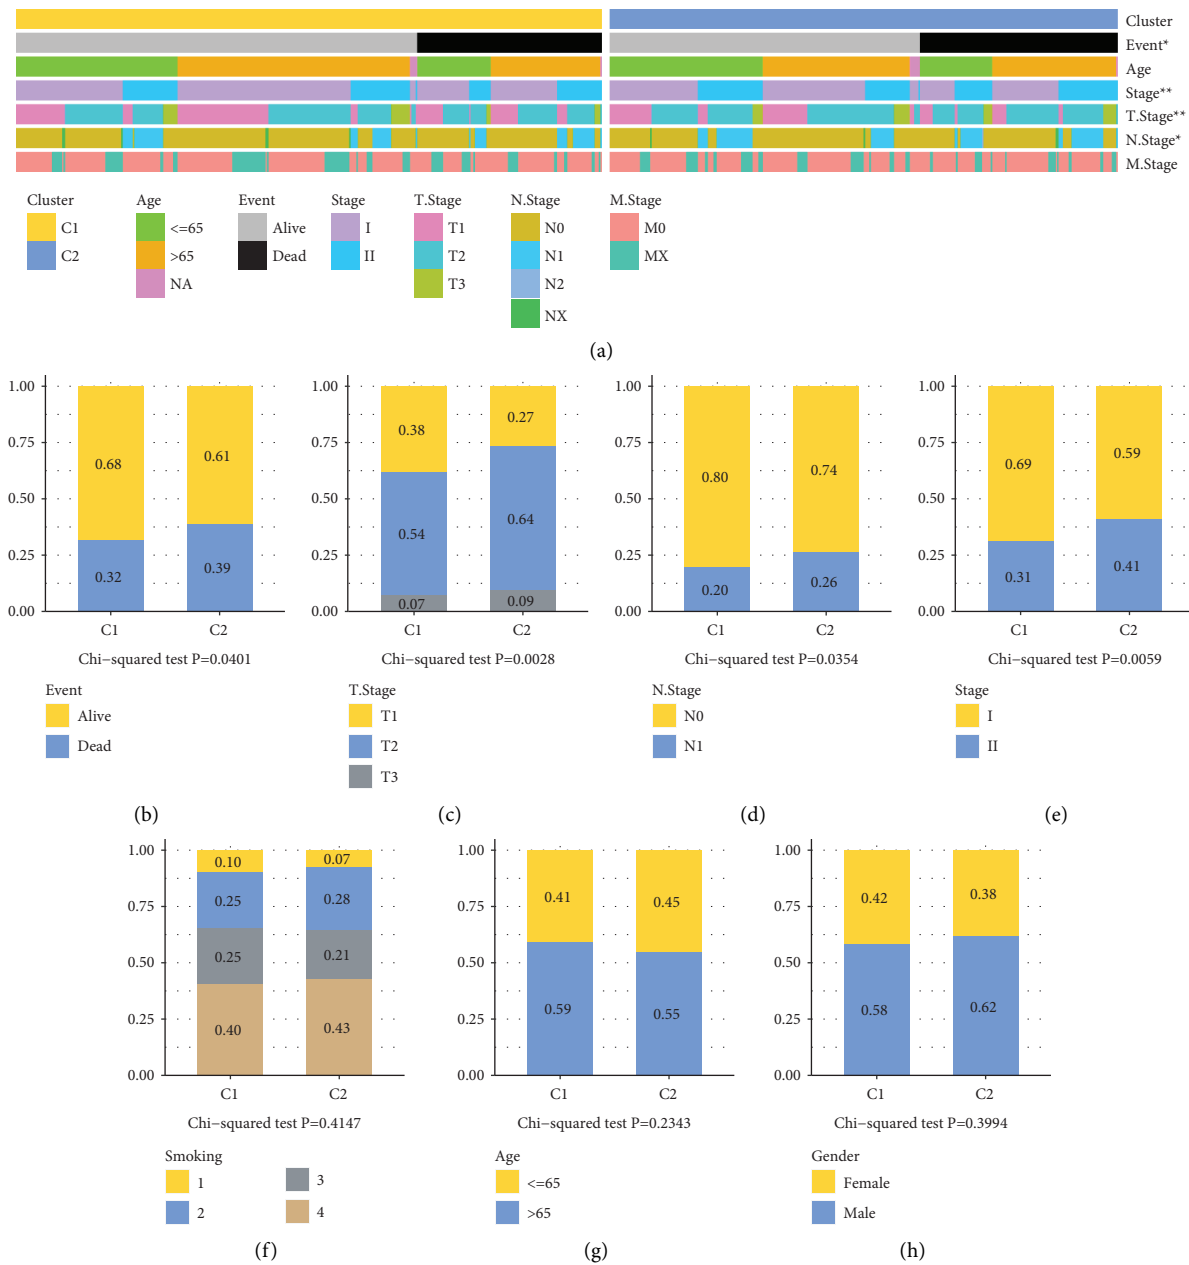 Cluster
Event*
Age
Stage**
T.Stage**
N.Stage*
M.Stage
Cluster Age Event Stage T.Stage N.Stage M.Stage
C1 <=65 Alive I T1 N0 M0
C2 >65 Dead II T2 N1 MX
NA T3 N2
NX
(a)
1.00 1.00 1.00 1.00
0.75 0.75 0.75 0.75
0.50 0.50 0.50 0.50
0.25 0.25 0.25 0.25
0.00 0.00 0.00 0.00
0.68 0.61 0.38 0.27 0.80 0.74 0.69 0.59
0.32 0.39 0.54 0.64 0.20 0.26 0.31 0.41
0.07 0.09
C1 C2 C1 C2 C1 C2 C1 C2
Chi−squared test P=0.0401 Chi−squared test P=0.0028 Chi−squared test P=0.0354 Chi−squared test P=0.0059
Event T.Stage N.Stage Stage
Alive T1 N0 I
Dead T2 N1 II
T3
(b) (c) (d) (e)
1.00 1.00 1.00
0.75 0.75 0.75
0.50 0.50 0.50
0.25 0.25 0.25
0.00 0.00 0.00
0.10 0.07 0.41 0.45 0.42 0.38
0.25 0.28 0.59 0.55 0.58 0.62
0.25 0.21
0.40 0.43
C1 C2 C1 C2 C1 C2
Chi−squared test P=0.4147 Chi−squared test P=0.2343 Chi−squared test P=0.3994
Smoking Age Gender
1 3 <=65 Female
2 4 >65 Male
(f) (g) (h)